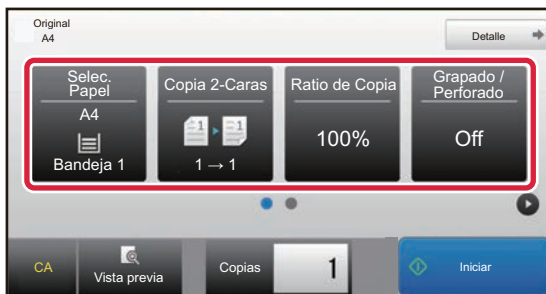 Original
A4
Detalle
Selec.
Papel
A4
Bandeja 1
Copia 2-Caras
1
1
1 → 1
Ratio de Copia
100%
Grapado /
Perforado
Off
CA
Vista previa
Copias
1
Iniciar